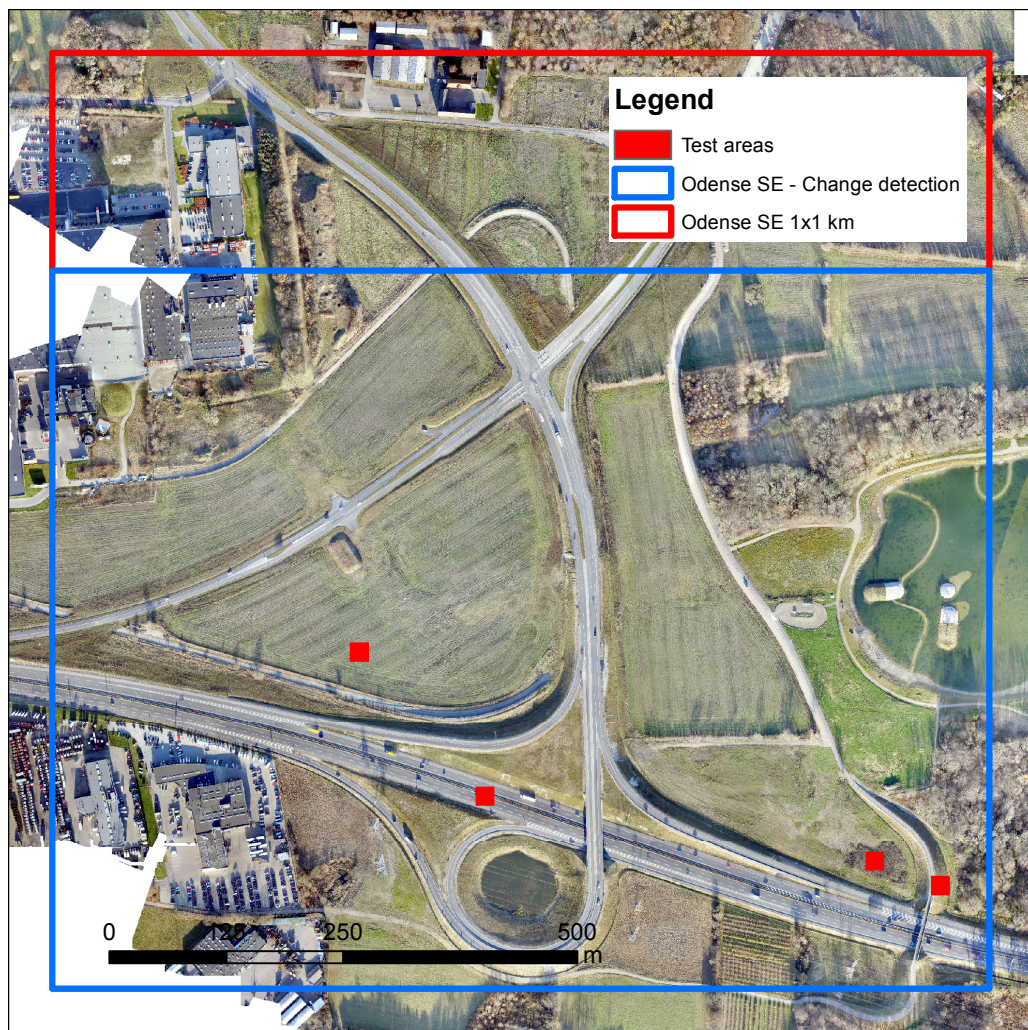 Legend
Test areas
Odense SE - Change detection
Odense SE 1x1 km
0 125 250 500
m